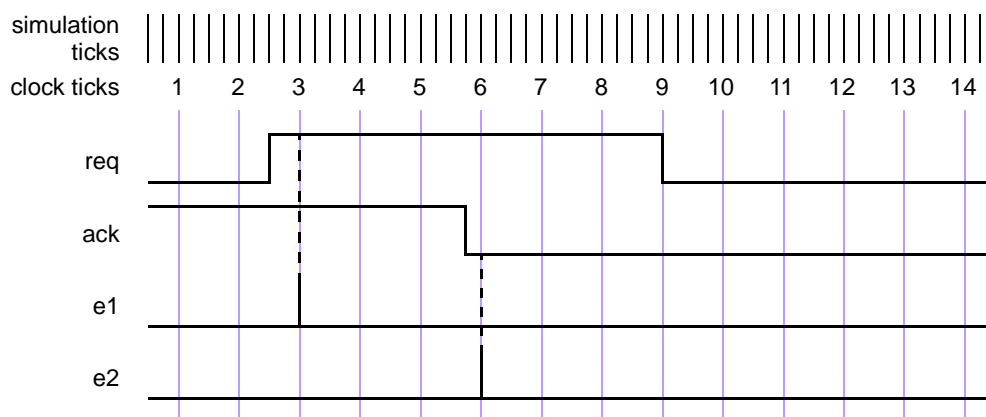 simulation
ticks
clock ticks 1 2 3 4 5 6 7 8 9 10 11 12 13 14
req
ack
e1
e2